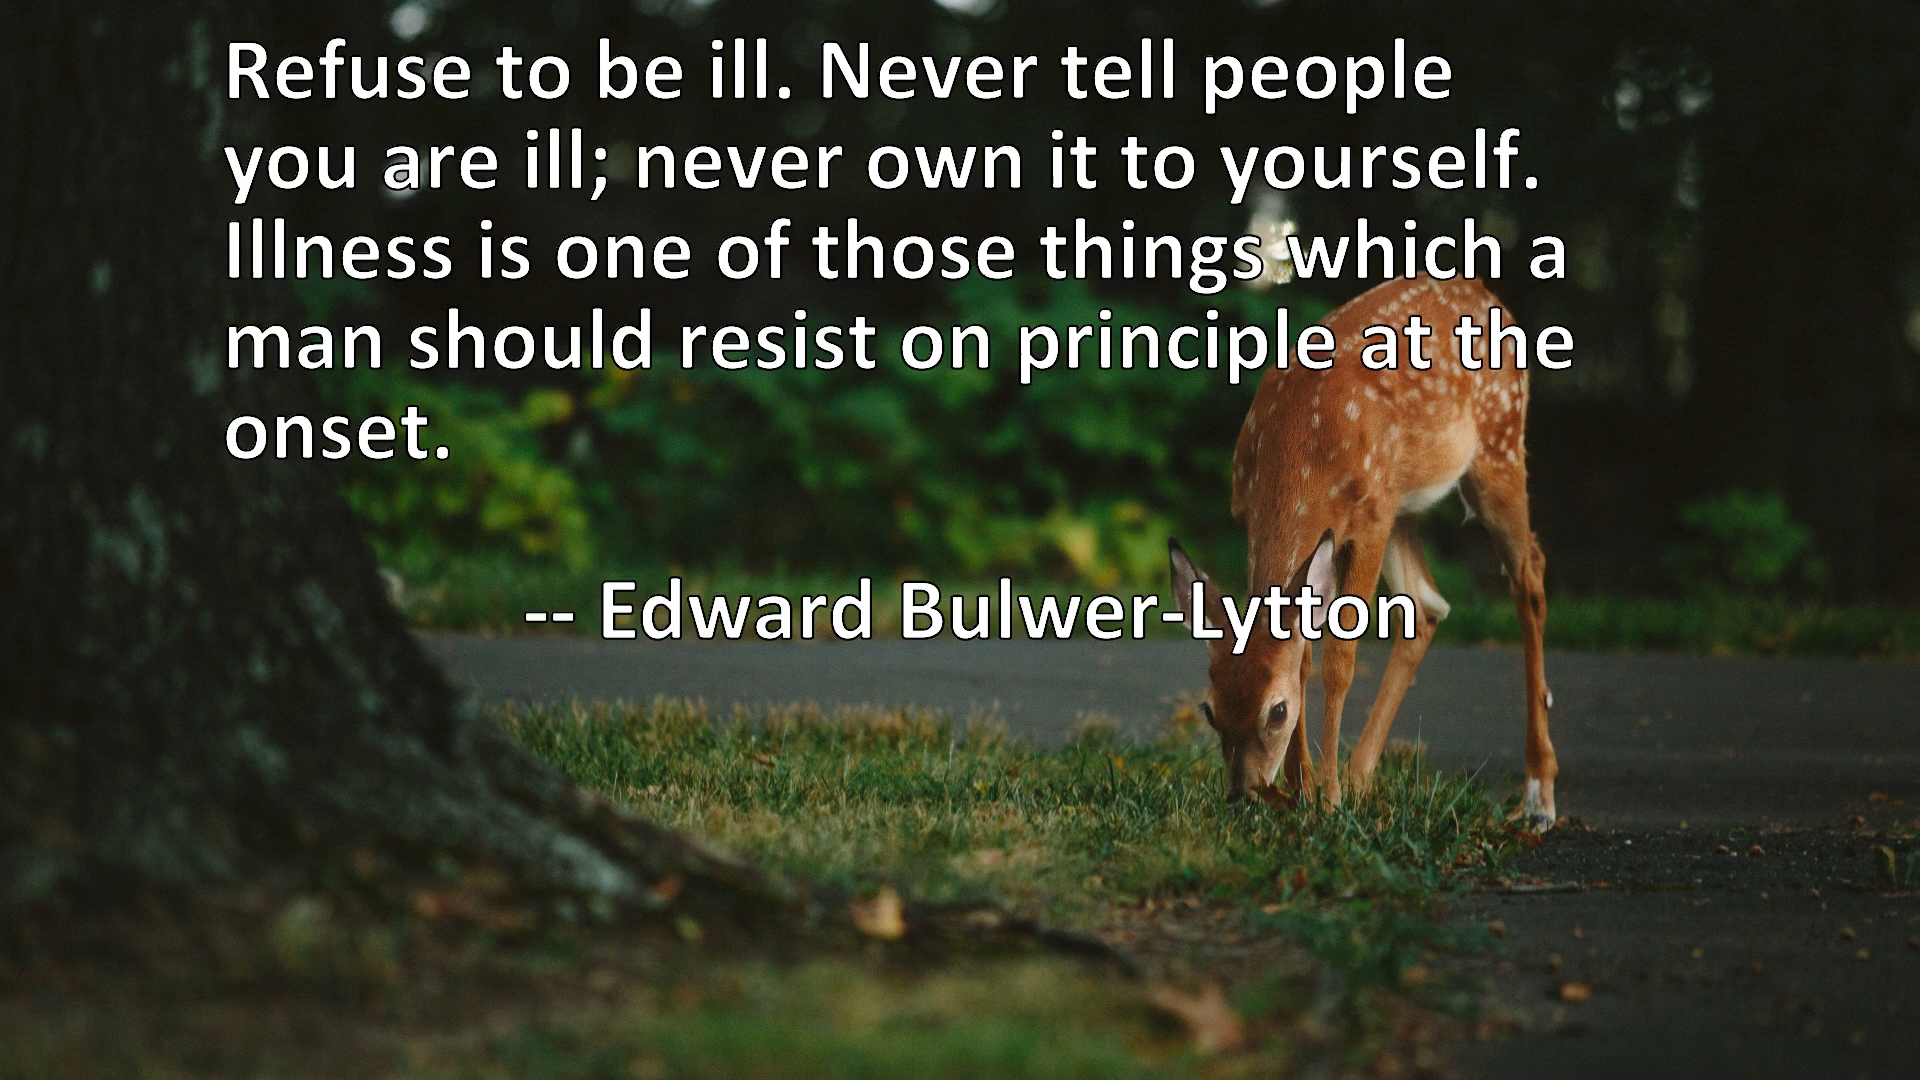 Refuse to be ill. Never tell people
you are ill; never own it to yourself.
Illness is one of those things which a
man should resist on principle at the
onset.
-- Edward Bulwer-Lytton